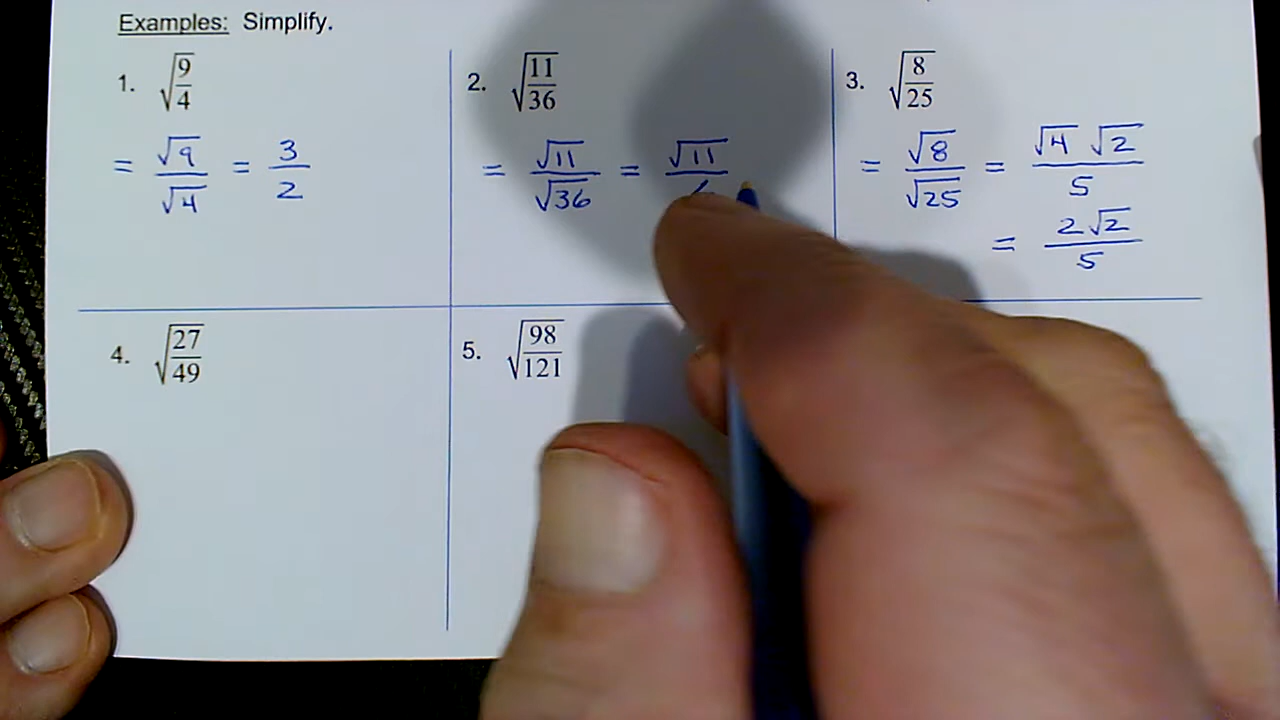 Examples: Simplify.
1. √(9/4)
= √9/√4 = 3/2
2. √(11/36)
= √11/√36 = √11/
3. √(8/25)
= √8/√25 = √4 √2/5
= 2√2/5
4. √(27/49)
5. √(98/121)